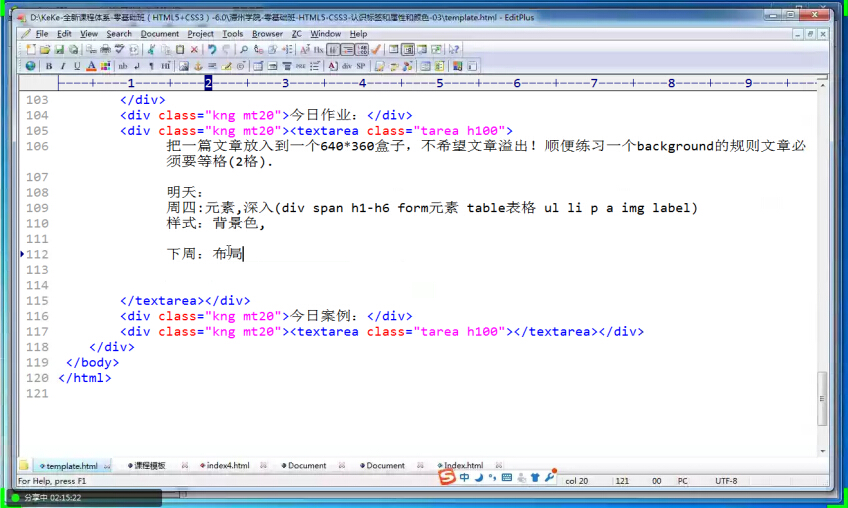 D:\KeKe-全新课程体系-零基础班（HTML5+CSS3）-6.0\潭州学院-零基础班-HTML5-CSS3-认识标签和属性和颜色-03\template.html - EditPlus
File Edit View Search Document Project Tools Browser ZC Window Help
----+----1----+----2----+----3----+----4----+----5----+----6----+----7----+----8----+----9----+----
103 </div>
104 <div class="kng mt20">今日作业：</div>
105 <div class="kng mt20"><textarea class="tarea h100">
106 把一篇文章放入到一个640*360盒子，不希望文章溢出！顺便练习一个background的规则文章必
须要等格(2格).
107
108 明天：
109 周四:元素,深入(div span h1-h6 form元素 table表格 ul li p a img label)
110 样式：背景色,
111
112 下周：布局
113
114
115 </textarea></div>
116 <div class="kng mt20">今日案例：</div>
117 <div class="kng mt20"><textarea class="tarea h100"></textarea></div>
118 </div>
119 </body>
120 </html>
121
template.html 课程模板 index4.html Document Document Index.html
For Help, press F1 col 20 121 00 PC UTF-8
中
分享中 02:15:22